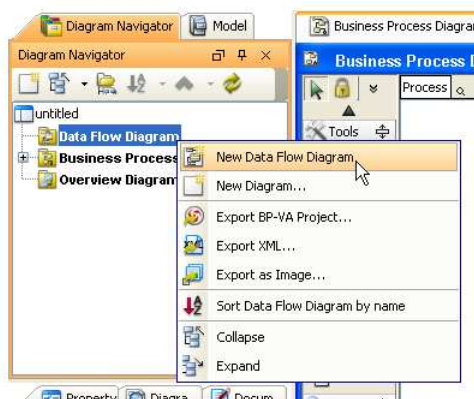 Diagram Navigator
Model
Business Process Diagra
Diagram Navigator
Business Process D
Process
untitled
Tools
Data Flow Diagram
Business Process
Overview Diagram
New Data Flow Diagram
New Diagram...
Export BP-VA Project...
Export XML...
Export as Image...
Sort Data Flow Diagram by name
Collapse
Expand
Property
Diagra
Docum